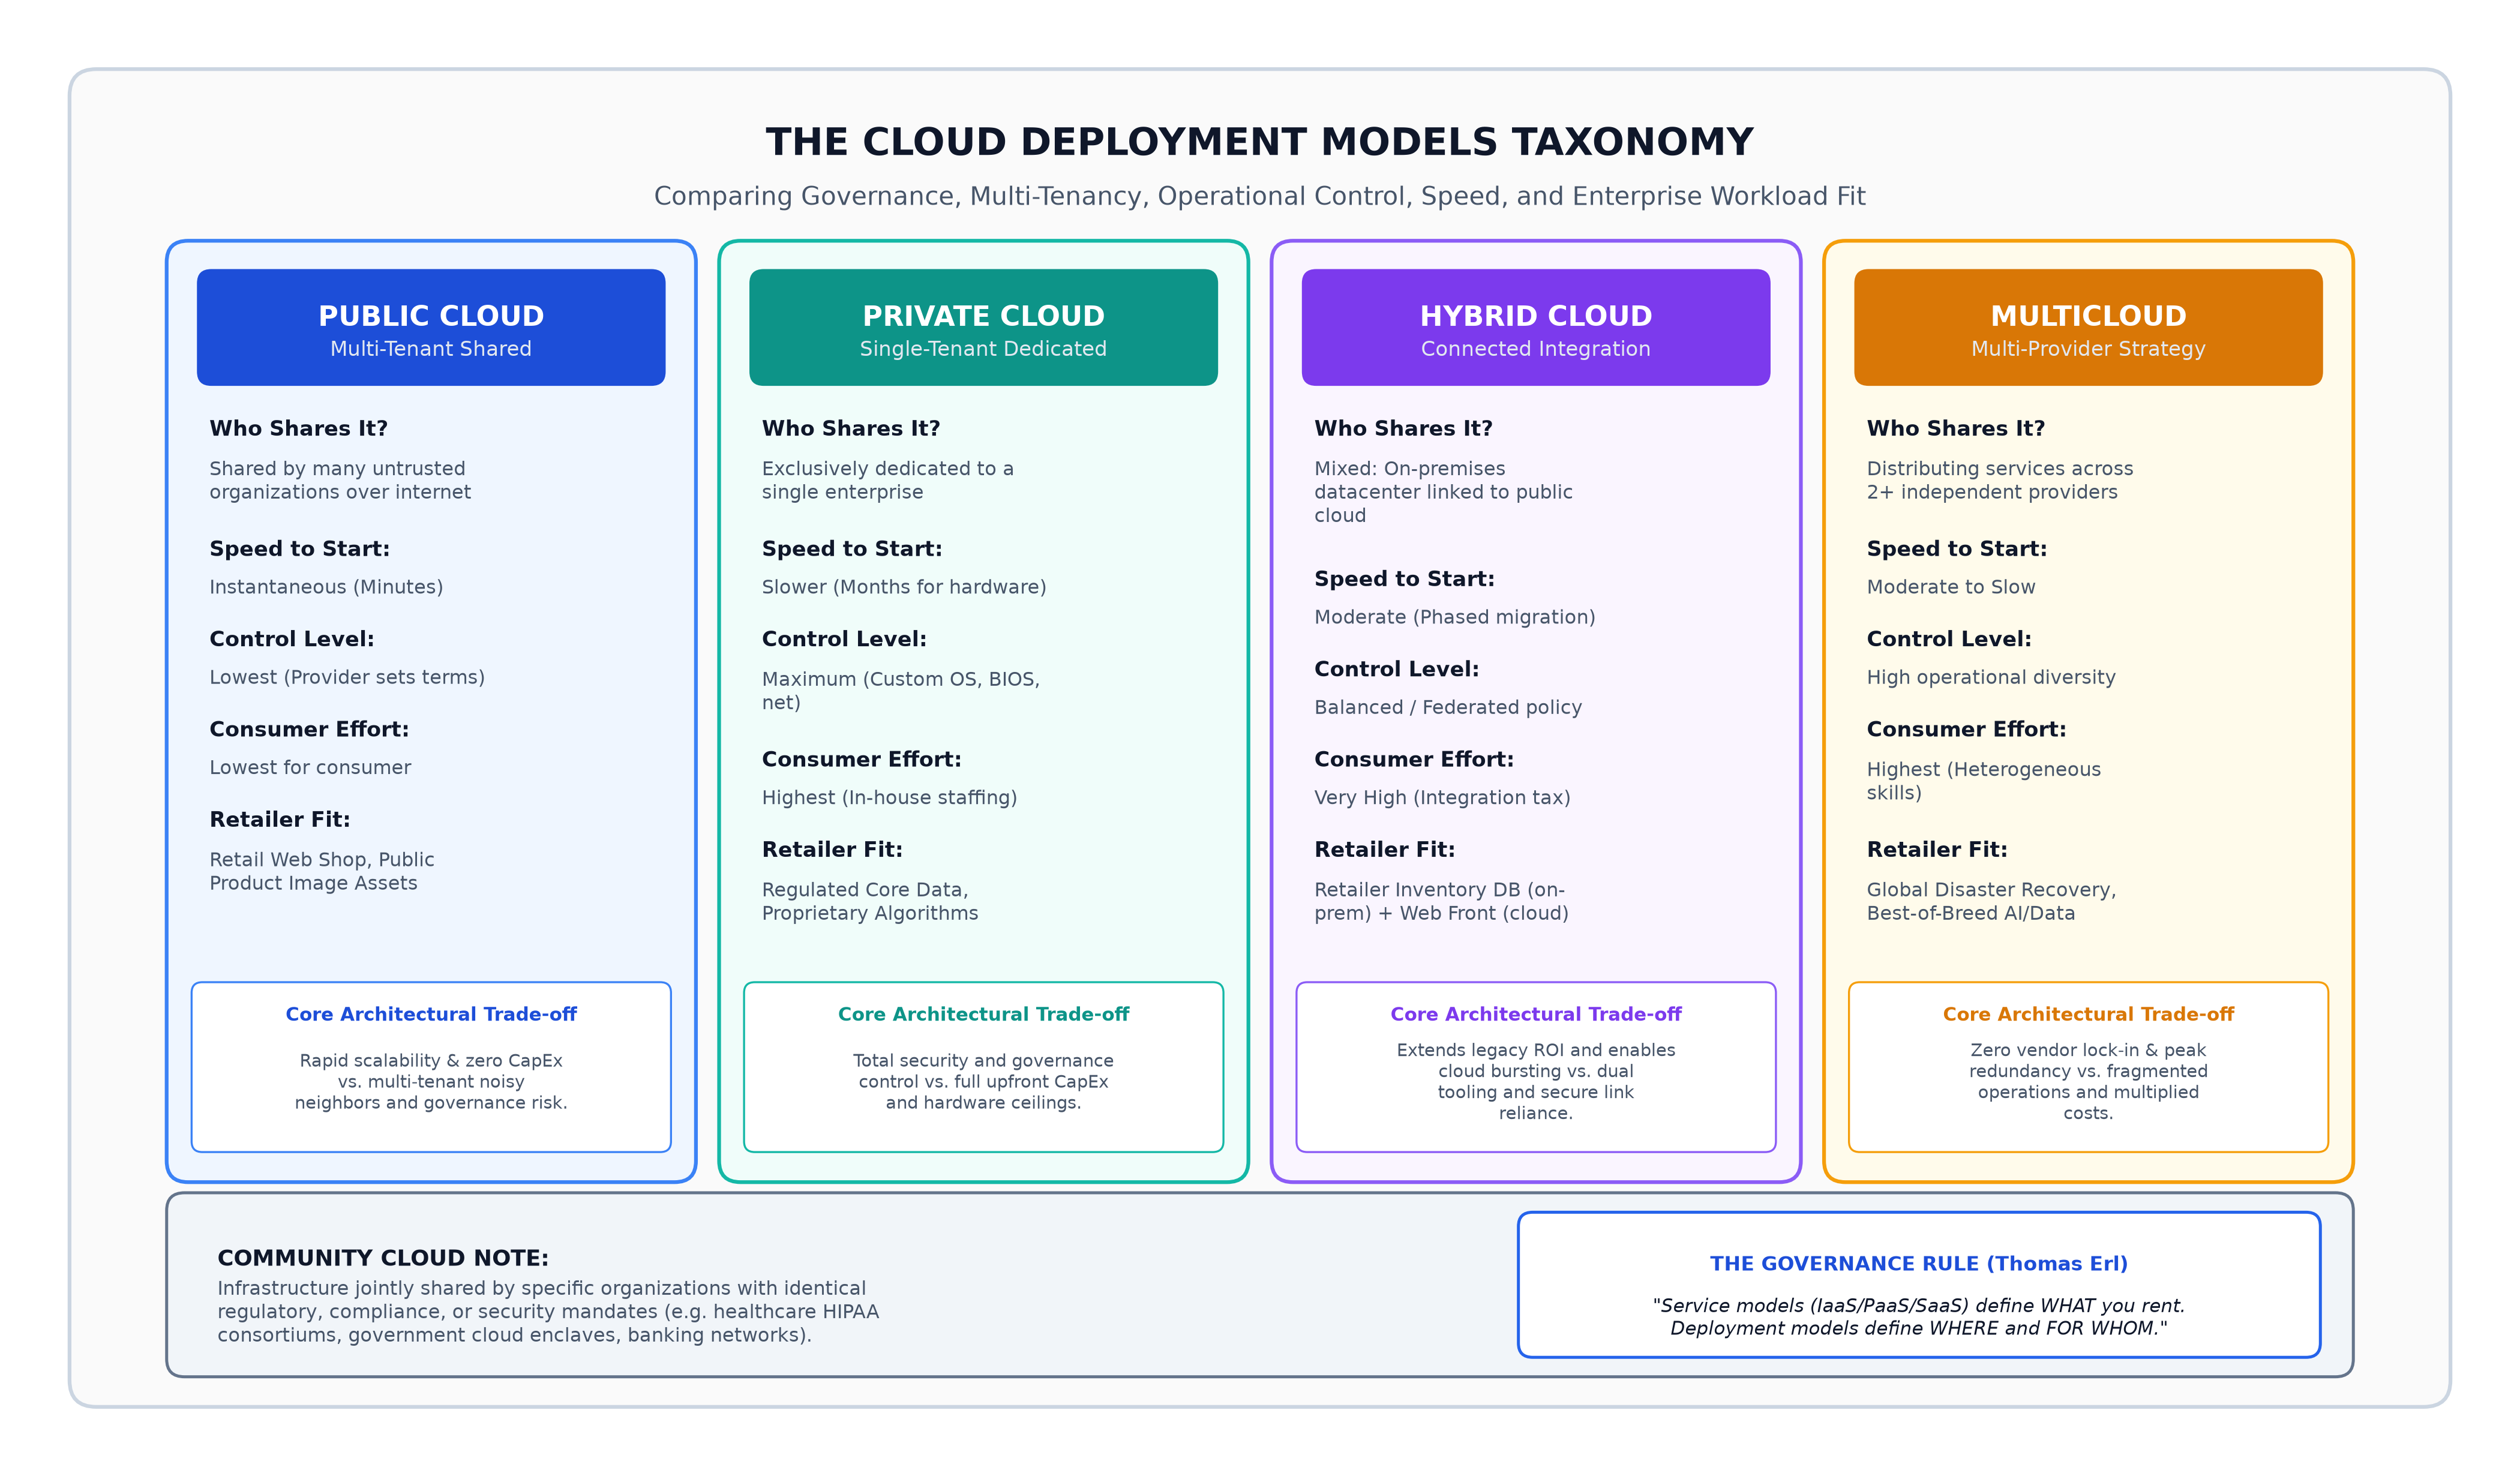 THE CLOUD DEPLOYMENT MODELS TAXONOMY
Comparing Governance, Multi-Tenancy, Operational Control, Speed, and Enterprise Workload Fit
PUBLIC CLOUD
Multi-Tenant Shared
Who Shares It?
Shared by many untrusted
organizations over internet
Speed to Start:
Instantaneous (Minutes)
Control Level:
Lowest (Provider sets terms)
Consumer Effort:
Lowest for consumer
Retailer Fit:
Retail Web Shop, Public
Product Image Assets
Core Architectural Trade-off
Rapid scalability & zero CapEx
vs. multi-tenant noisy
neighbors and governance risk.
PRIVATE CLOUD
Single-Tenant Dedicated
Who Shares It?
Exclusively dedicated to a
single enterprise
Speed to Start:
Slower (Months for hardware)
Control Level:
Maximum (Custom OS, BIOS,
net)
Consumer Effort:
Highest (In-house staffing)
Retailer Fit:
Regulated Core Data,
Proprietary Algorithms
Core Architectural Trade-off
Total security and governance
control vs. full upfront CapEx
and hardware ceilings.
HYBRID CLOUD
Connected Integration
Who Shares It?
Mixed: On-premises
datacenter linked to public
cloud
Speed to Start:
Moderate (Phased migration)
Control Level:
Balanced / Federated policy
Consumer Effort:
Very High (Integration tax)
Retailer Fit:
Retailer Inventory DB (on-
prem) + Web Front (cloud)
Core Architectural Trade-off
Extends legacy ROI and enables
cloud bursting vs. dual
tooling and secure link
reliance.
MULTICLOUD
Multi-Provider Strategy
Who Shares It?
Distributing services across
2+ independent providers
Speed to Start:
Moderate to Slow
Control Level:
High operational diversity
Consumer Effort:
Highest (Heterogeneous
skills)
Retailer Fit:
Global Disaster Recovery,
Best-of-Breed AI/Data
Core Architectural Trade-off
Zero vendor lock-in & peak
redundancy vs. fragmented
operations and multiplied
costs.
COMMUNITY CLOUD NOTE:
Infrastructure jointly shared by specific organizations with identical
regulatory, compliance, or security mandates (e.g. healthcare HIPAA
consortiums, government cloud enclaves, banking networks).
THE GOVERNANCE RULE (Thomas Erl)
"Service models (IaaS/PaaS/SaaS) define WHAT you rent.
Deployment models define WHERE and FOR WHOM."